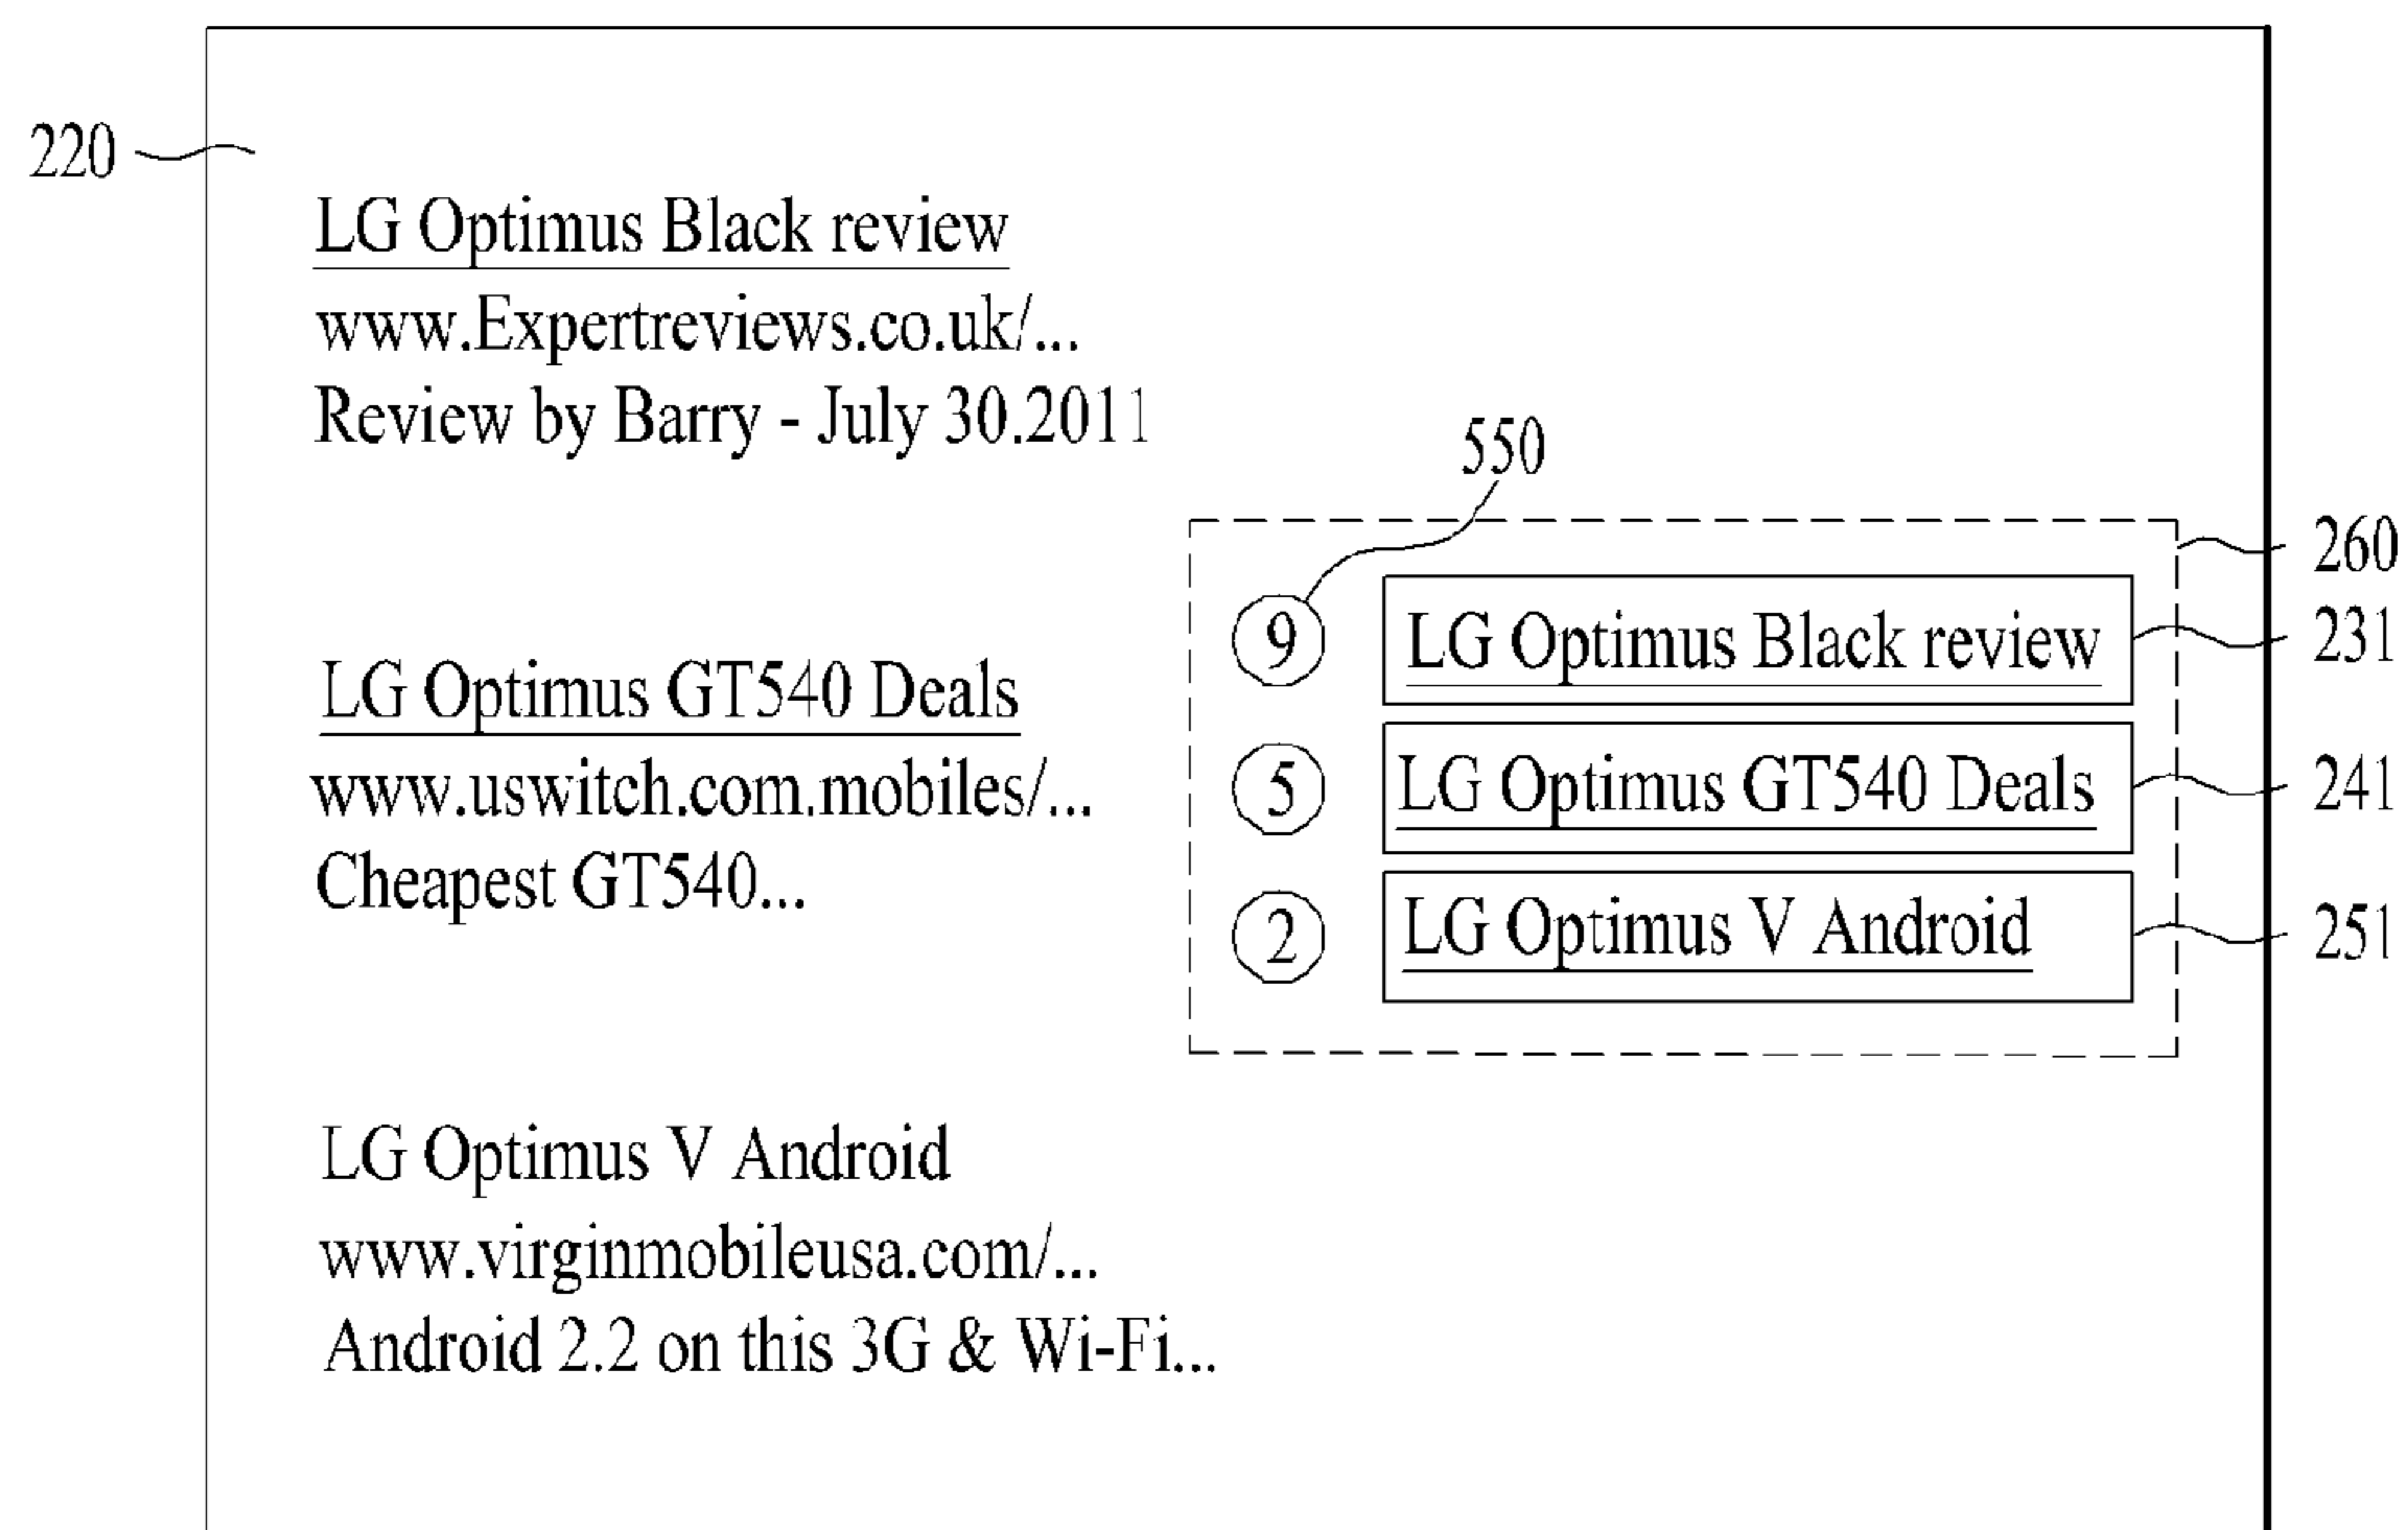 220
LG Optimus Black review
www.Expertreviews.co.uk/...
Review by Barry - July 30.2011
LG Optimus GT540 Deals
www.uswitch.com.mobiles/...
Cheapest GT540...
LG Optimus V Android
www.virginmobileusa.com/...
Android 2.2 on this 3G & Wi-Fi...
550
260
9 LG Optimus Black review 231
5 LG Optimus GT540 Deals 241
2 LG Optimus V Android 251